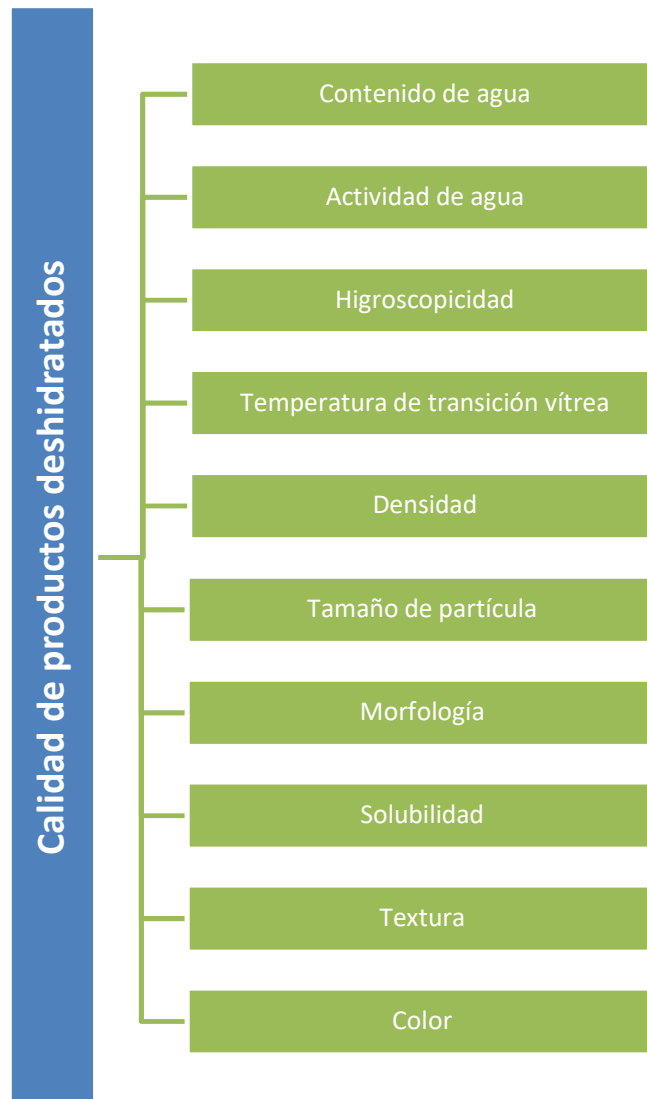 Calidad de productos deshidratados
Contenido de agua
Actividad de agua
Higroscopicidad
Temperatura de transición vítrea
Densidad
Tamaño de partícula
Morfología
Solubilidad
Textura
Color